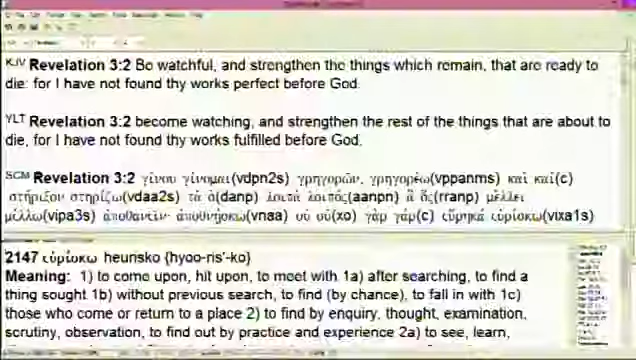 KJV Revelation 3:2 Be watchful, and strengthen the things which remain, that are ready to
die: for I have not found thy works perfect before God.
YLT Revelation 3:2 become watching, and strengthen the rest of the things that are about to
die, for I have not found thy works fulfilled before God.
SCM Revelation 3:2 γίνου γίνομαι(vdpn2s) γρηγορῶν, γρηγορέω(vppanms) καὶ καί(c)
στήριξον στηρίζω(vdaa2s) τὰ ὁ(danp) λοιπὰ λοιπός(aanpn) ἃ ὅς(rranp) μέλλει
μέλλω(vipa3s) ἀποθανεῖν· ἀποθνήσκω(vnaa) οὐ οὐ(xo) γὰρ γάρ(c) εὕρηκά εὑρίσκω(vixa1s)
2147 εὑρίσκω heurisko {hyoo-ris'-ko}
Meaning: 1) to come upon, hit upon, to meet with 1a) after searching, to find a
thing sought 1b) without previous search, to find (by chance), to fall in with 1c)
those who come or return to a place 2) to find by enquiry, thought, examination,
scrutiny, observation, to find out by practice and experience 2a) to see, learn,